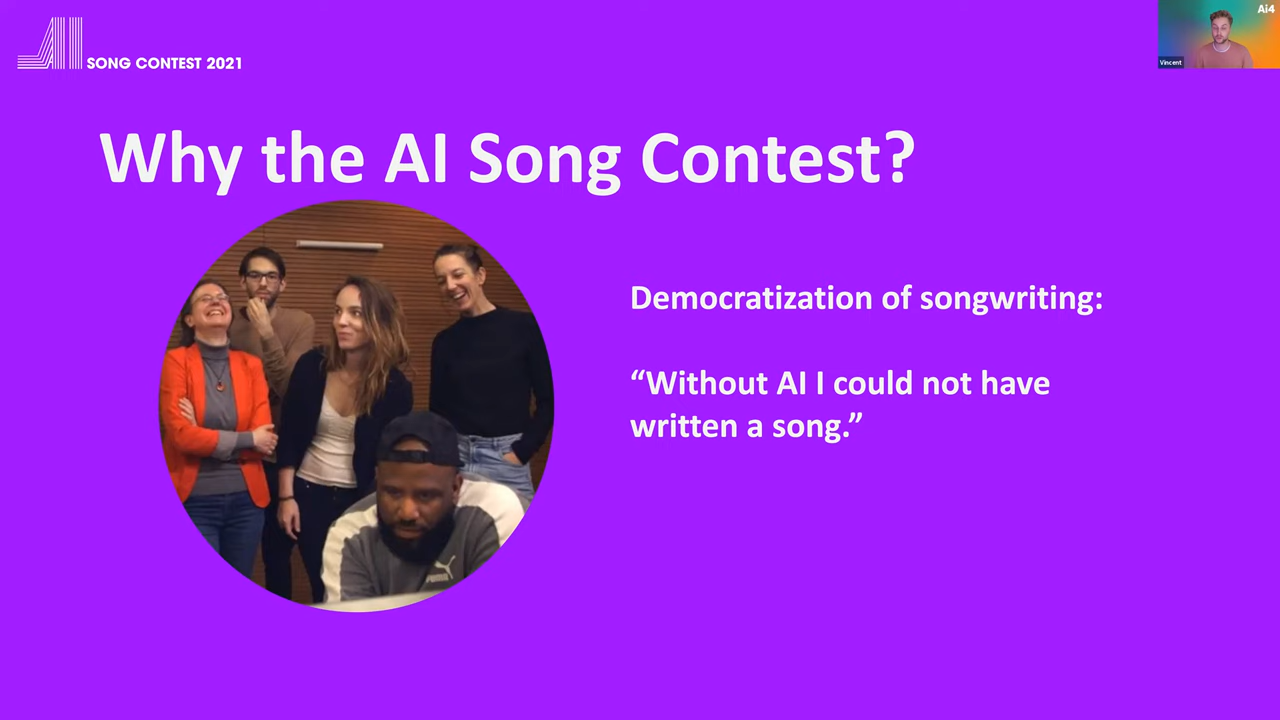 Ai4
AI SONG CONTEST 2021
Vincent
Why the AI Song Contest?
Democratization of songwriting:
“Without AI I could not have
written a song.”
PUMA